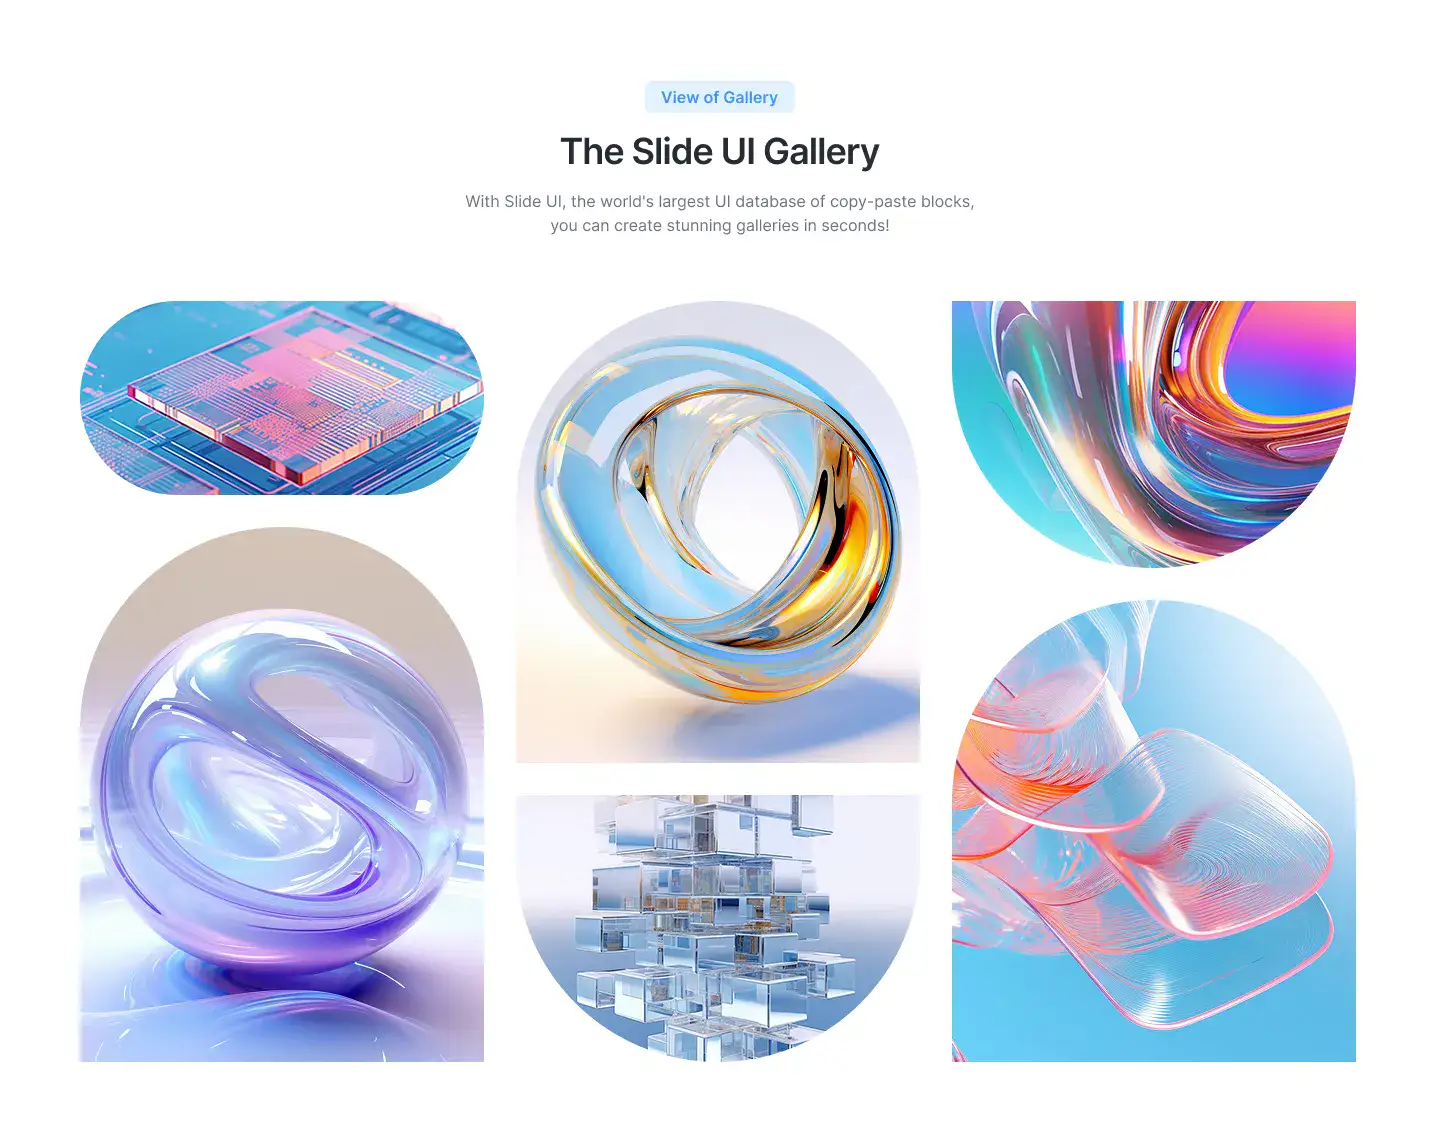 View of Gallery
The Slide UI Gallery
With Slide UI, the world's largest UI database of copy-paste blocks,
you can create stunning galleries in seconds!